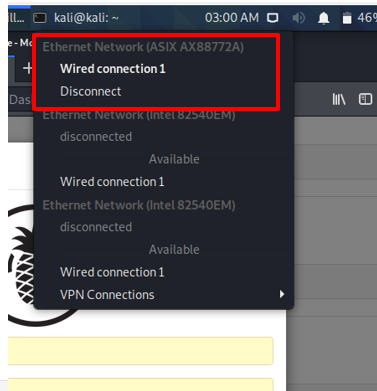 ill... kali@kali: ~ 03:00 AM 46%
e - Mo
Ethernet Network (ASIX AX88772A)
Wired connection 1
Disconnect
Das
Ethernet Network (Intel 82540EM)
disconnected
Available
Wired connection 1
Ethernet Network (Intel 82540EM)
disconnected
Available
Wired connection 1
VPN Connections